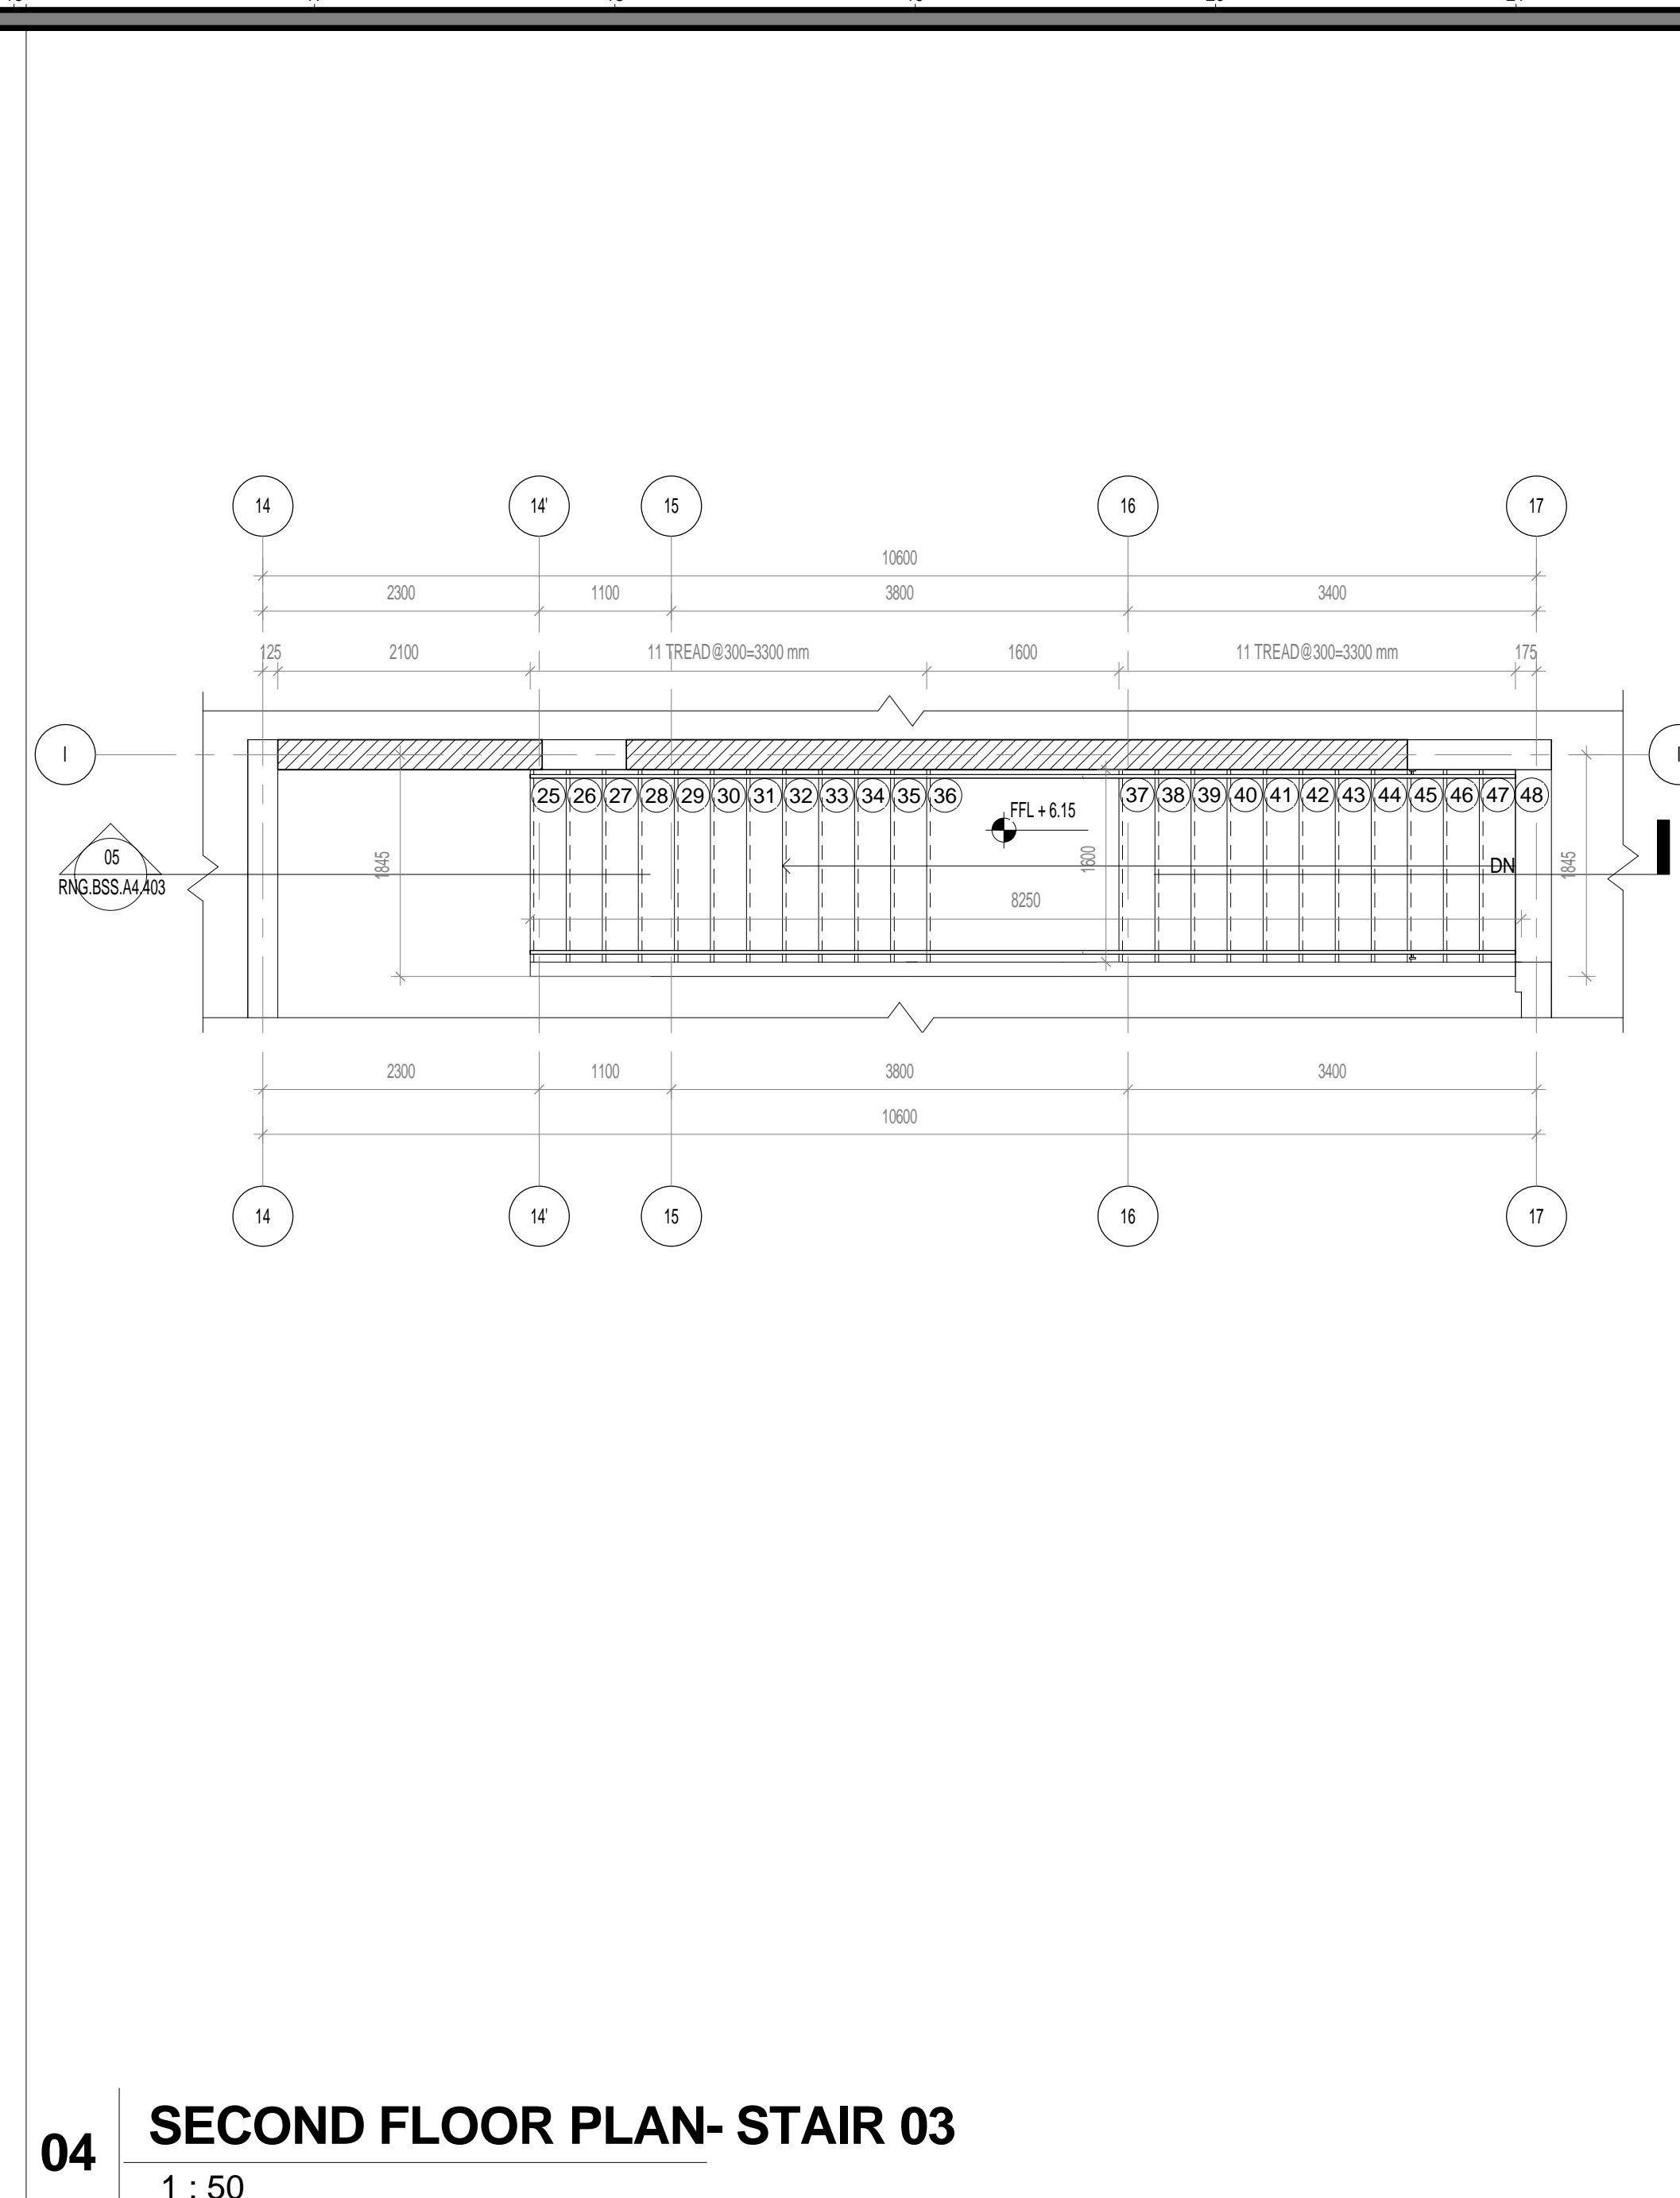 14 14' 15 16 17
10600
2300 1100 3800 3400
125 2100 11 TREAD@300=3300 mm 1600 11 TREAD@300=3300 mm 175
I I
25 26 27 28 29 30 31 32 33 34 35 36 37 38 39 40 41 42 43 44 45 46 47 48
FFL + 6.15
05
RNG.BSS.A4.403
1845 1600 DN 1845
8250
2300 1100 3800 3400
10600
14 14' 15 16 17
SECOND FLOOR PLAN- STAIR 03
04
1 : 50